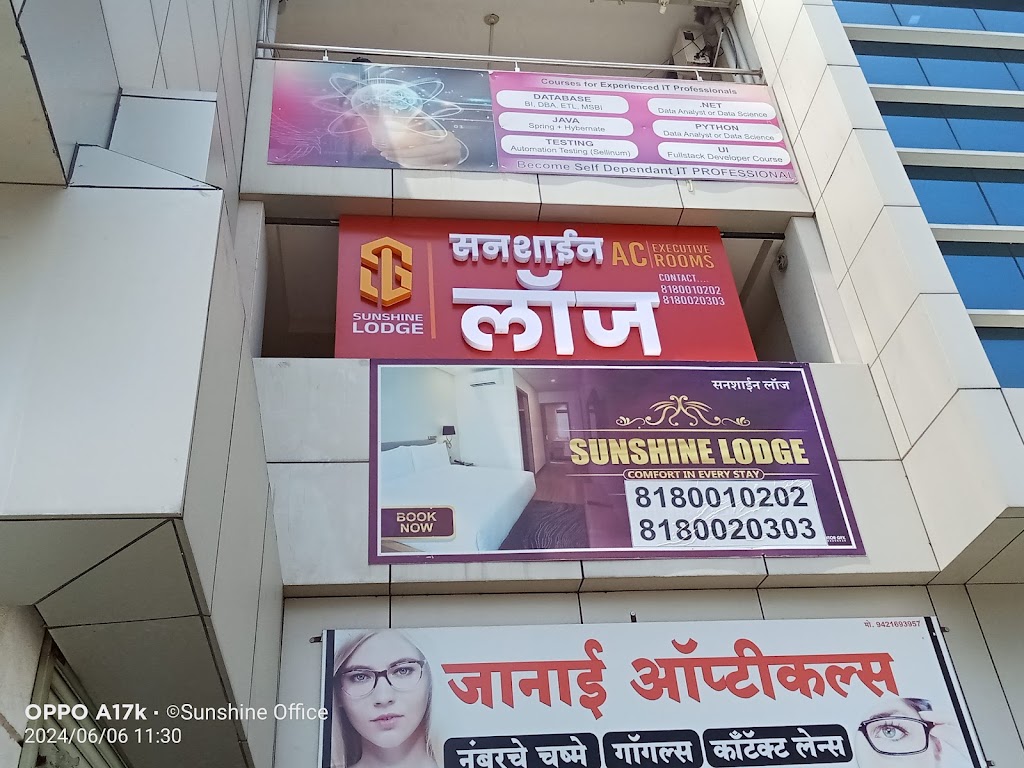 Courses for Experienced IT Professionals
DATABASE
BI, DBA, ETL, MSBI
.NET
Data Analyst or Data Science
JAVA
Spring + Hybernate
PYTHON
Data Analyst or Data Science
TESTING
Automation Testing (Sellinum)
UI
Fullstack Developer Course
Become Self Dependant IT PROFESSIONAL
SUNSHINE
LODGE
सनशाईन
लॉज
AC EXECUTIVE
ROOMS
CONTACT...
8180010202
8180020303
सनशाईन लॉज
SUNSHINE LODGE
COMFORT IN EVERY STAY
8180010202
8180020303
BOOK
NOW
मो. 9421693957
जानाई ऑप्टीकल्स
नंबरचे चष्मे गॉगल्स काँटॅक्ट लेन्स
OPPO A17k · ©Sunshine Office
2024/06/06 11:30